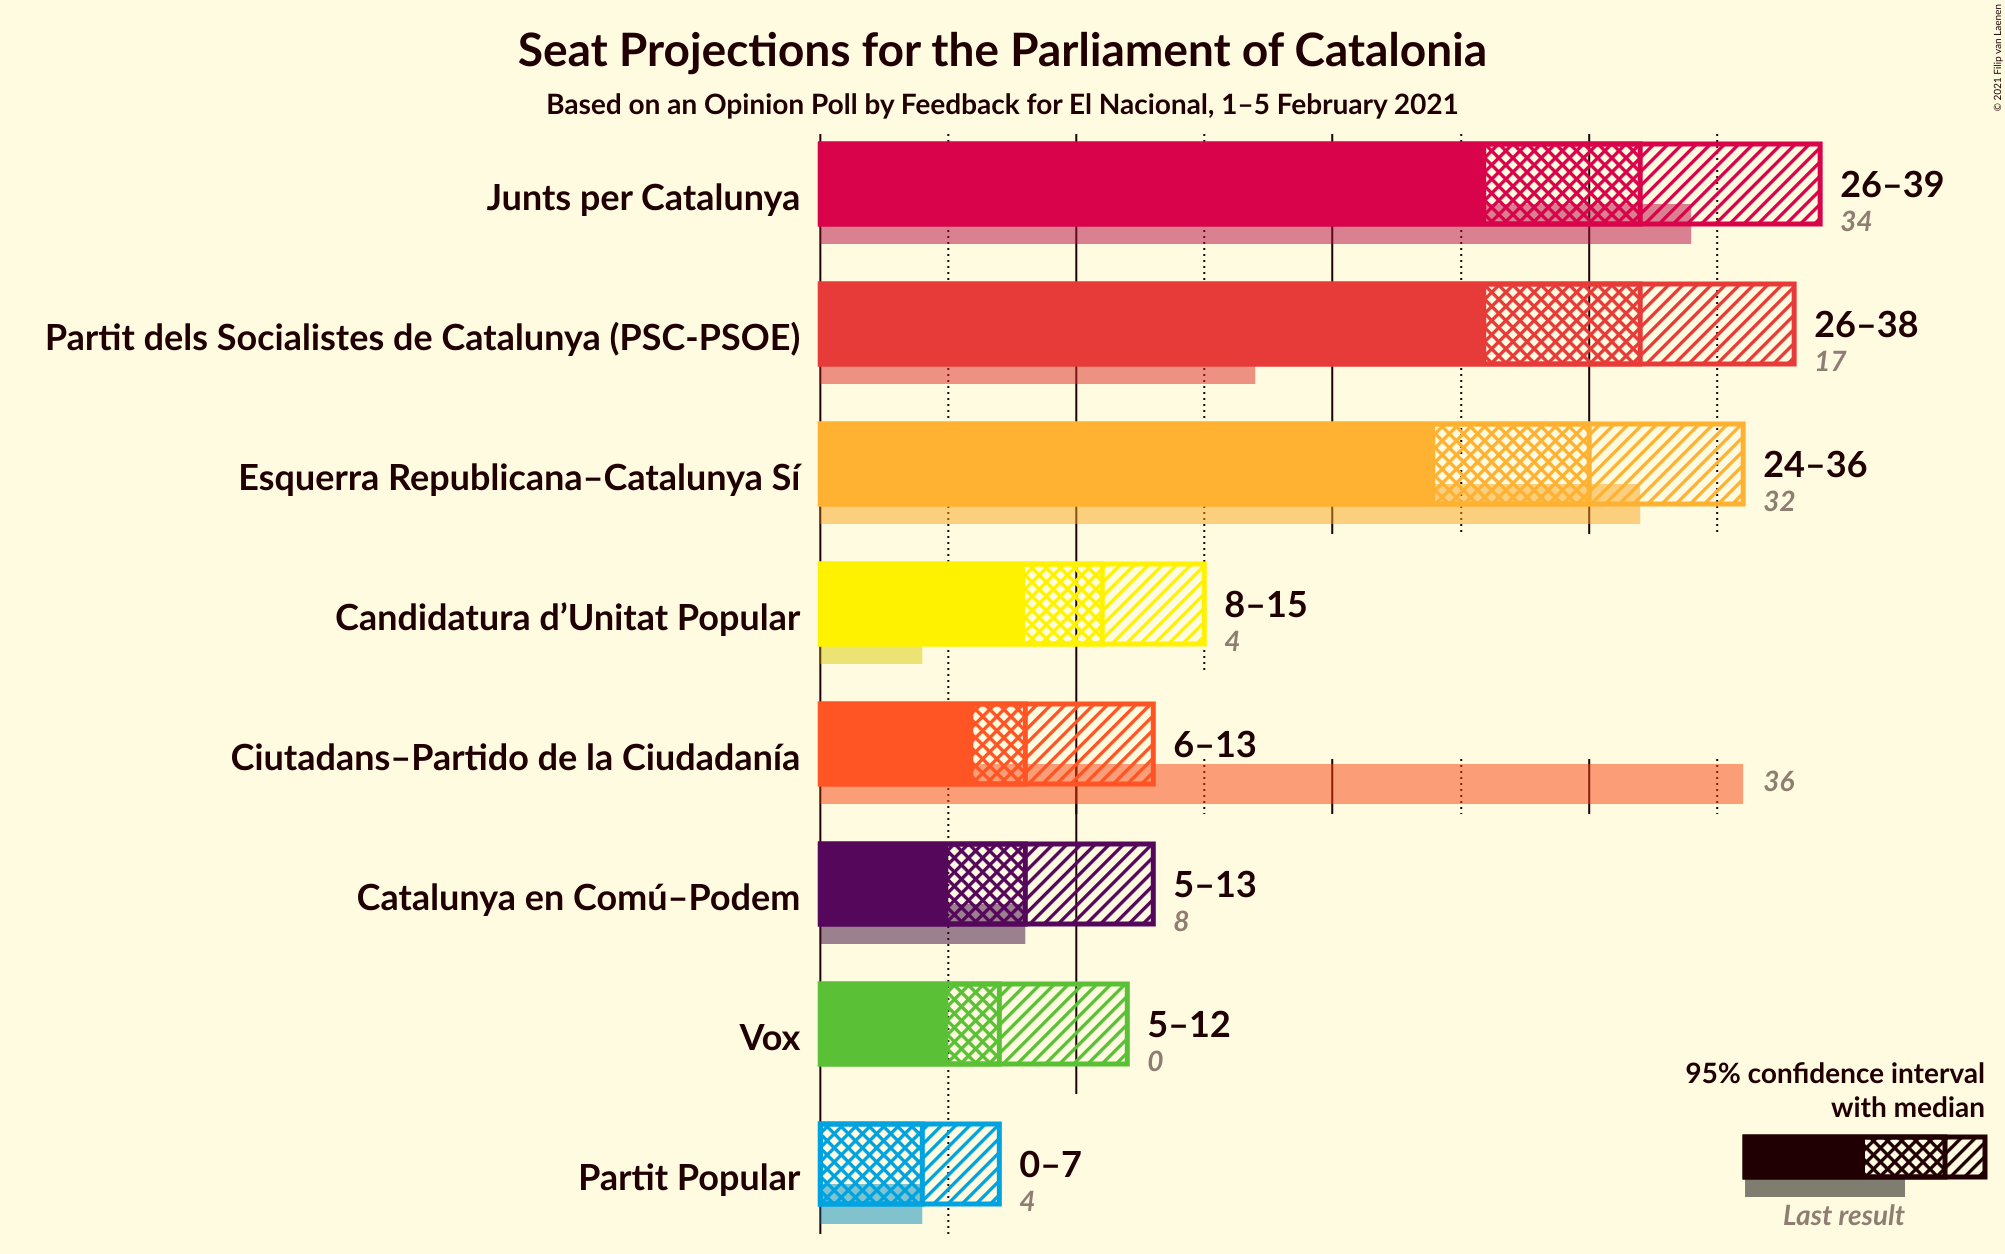 Seat Projections for the Parliament of Catalonia
Based on an Opinion Poll by Feedback for El Nacional, 1–5 February 2021
© 2021 Filip van Laenen
Junts per Catalunya
26–39
34
Partit dels Socialistes de Catalunya (PSC-PSOE)
26–38
17
Esquerra Republicana–Catalunya Sí
24–36
32
Candidatura d’Unitat Popular
8–15
4
Ciutadans–Partido de la Ciudadanía
6–13
36
Catalunya en Comú–Podem
5–13
8
Vox
5–12
0
Partit Popular
0–7
4
95% confidence interval
with median
Last result